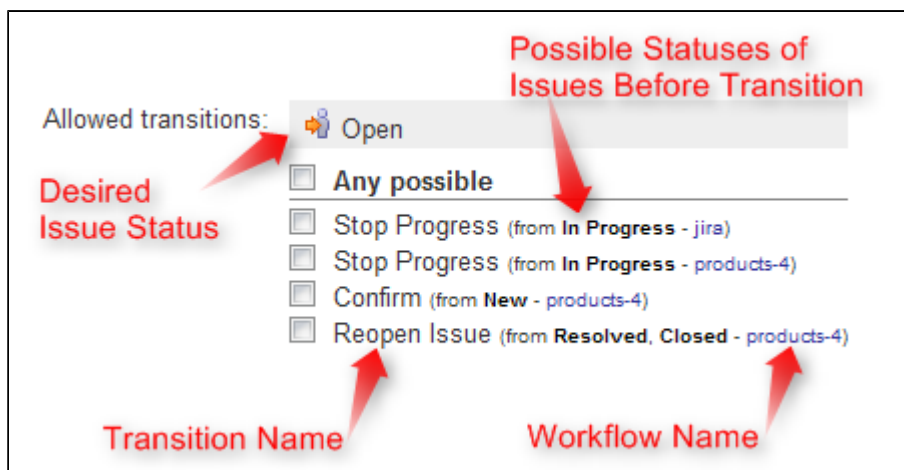 Possible Statuses of
Issues Before Transition
Allowed transitions:
Open
Desired
Issue Status
Any possible
Stop Progress (from In Progress - jira)
Stop Progress (from In Progress - products-4)
Confirm (from New - products-4)
Reopen Issue (from Resolved, Closed - products-4)
Transition Name
Workflow Name